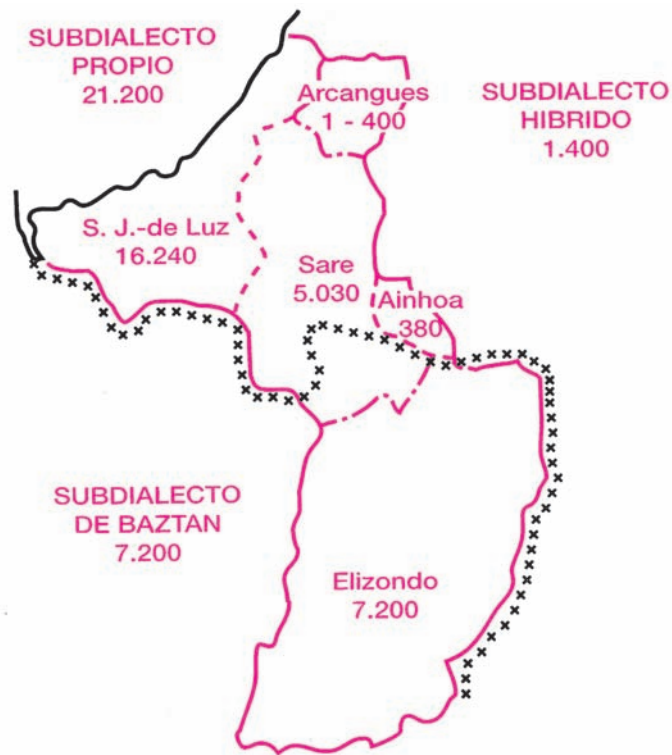 SUBDIALECTO
PROPIO
21.200
Arcangues
1 - 400
SUBDIALECTO
HIBRIDO
1.400
S. J.-de Luz
16.240
Sare
5.030
Ainhoa
380
SUBDIALECTO
DE BAZTAN
7.200
Elizondo
7.200